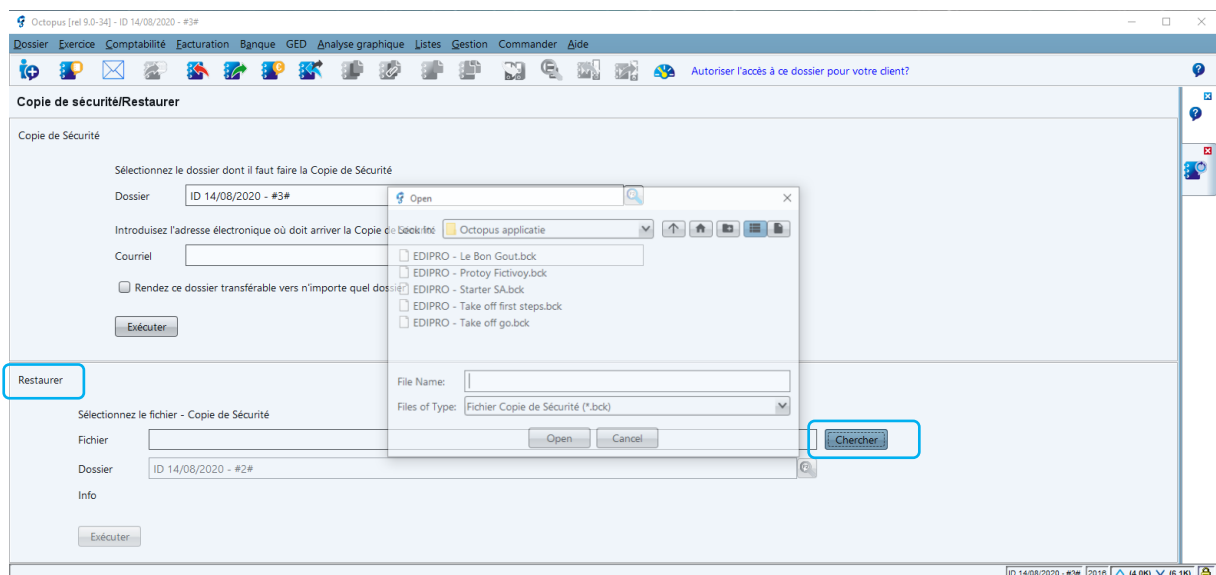 Octopus [rel 9.0-34] - ID 14/08/2020 - #3#
Dossier Exercice Comptabilité Facturation Banque GED Analyse graphique Listes Gestion Commander Aide
Autoriser l'accès à ce dossier pour votre client?
Copie de sécurité/Restaurer
Copie de Sécurité
Sélectionnez le dossier dont il faut faire la Copie de Sécurité
Dossier ID 14/08/2020 - #3#
Introduisez l'adresse électronique où doit arriver la Copie de
Courriel
Rendez ce dossier transférable vers n'importe quel dossier
Exécuter
Open
Look In: Octopus applicatie
EDIPRO - Le Bon Gout.bck
EDIPRO - Protoy Fictivoy.bck
EDIPRO - Starter SA.bck
EDIPRO - Take off first steps.bck
EDIPRO - Take off go.bck
File Name:
Files of Type: Fichier Copie de Sécurité (*.bck)
Open Cancel
Restaurer
Sélectionnez le fichier - Copie de Sécurité
Fichier Chercher
Dossier ID 14/08/2020 - #2#
Info
Exécuter
ID 14/08/2020 - #3# 2016 (4.0K) (6.1K)